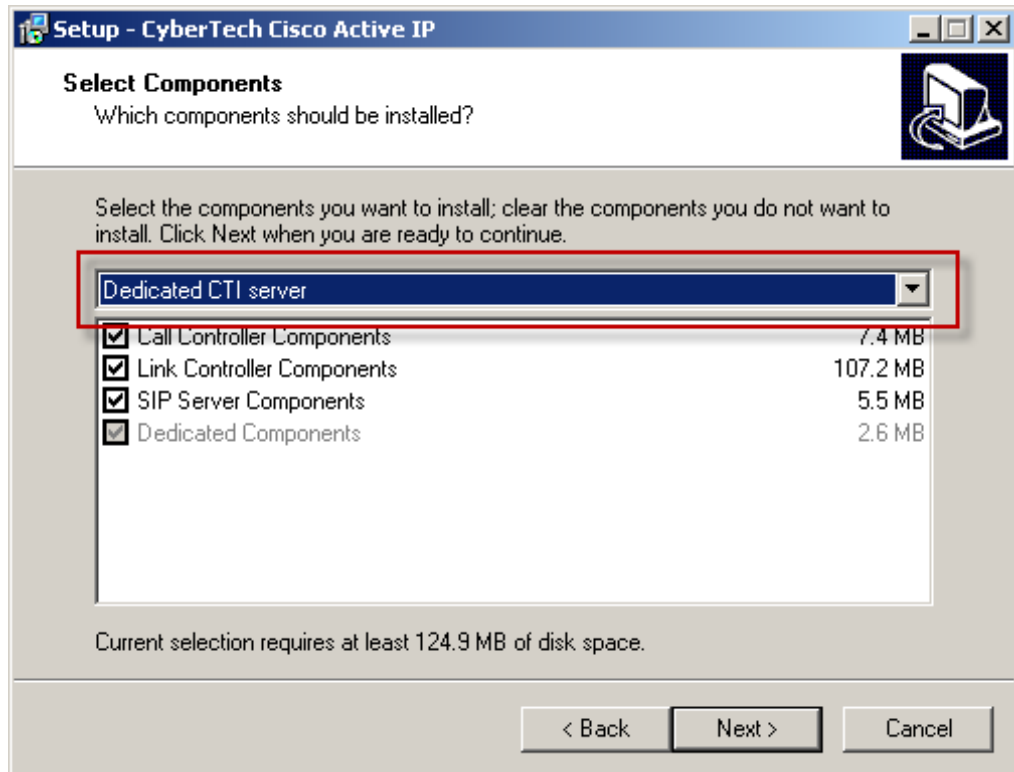 Setup - CyberTech Cisco Active IP
Select Components
Which components should be installed?
Select the components you want to install; clear the components you do not want to
install. Click Next when you are ready to continue.
Dedicated CTI server
Call Controller Components 7.4 MB
Link Controller Components 107.2 MB
SIP Server Components 5.5 MB
Dedicated Components 2.6 MB
Current selection requires at least 124.9 MB of disk space.
< Back Next > Cancel